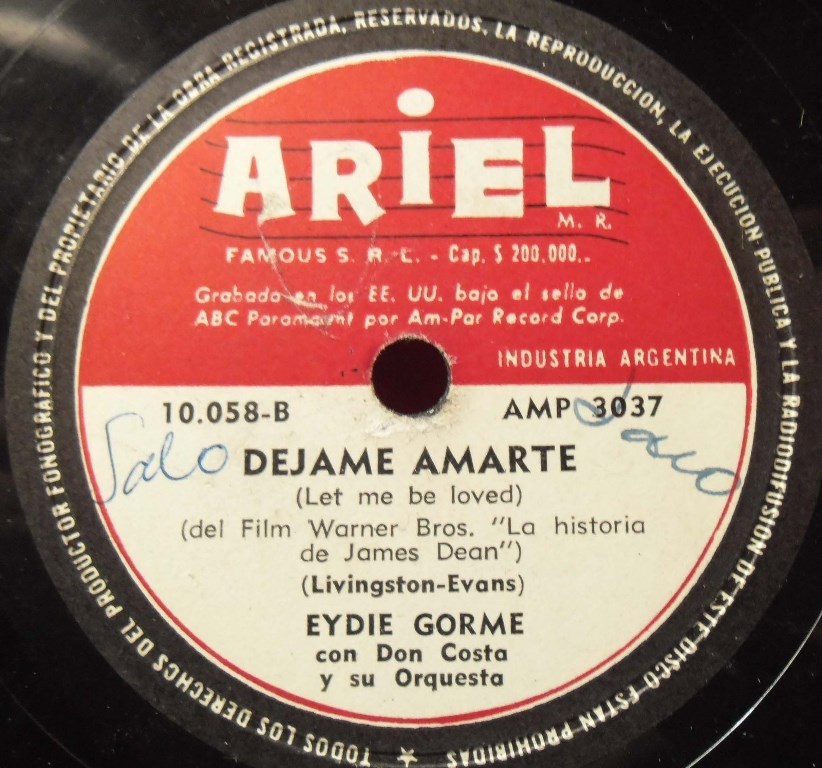 TODOS LOS DERECHOS DEL PRODUCTOR FONOGRAFICO Y DEL PROPIETARIO DE LA OBRA REGISTRADA, RESERVADOS. LA REPRODUCCION, LA EJECUCION PUBLICA Y LA RADIODIFUSION DE ESTE DISCO ESTAN PROHIBIDAS
ARIEL
M. R.
FAMOUS S. R. L. - Cap. $ 200.000.-
Grabado en los EE. UU. bajo el sello de
ABC Paramount por Am-Par Record Corp.
INDUSTRIA ARGENTINA
10.058-B AMP 3037
Salo
DEJAME AMARTE
(Let me be loved)
(del Film Warner Bros. "La historia
de James Dean")
(Livingston-Evans)
EYDIE GORME
con Don Costa
y su Orquesta